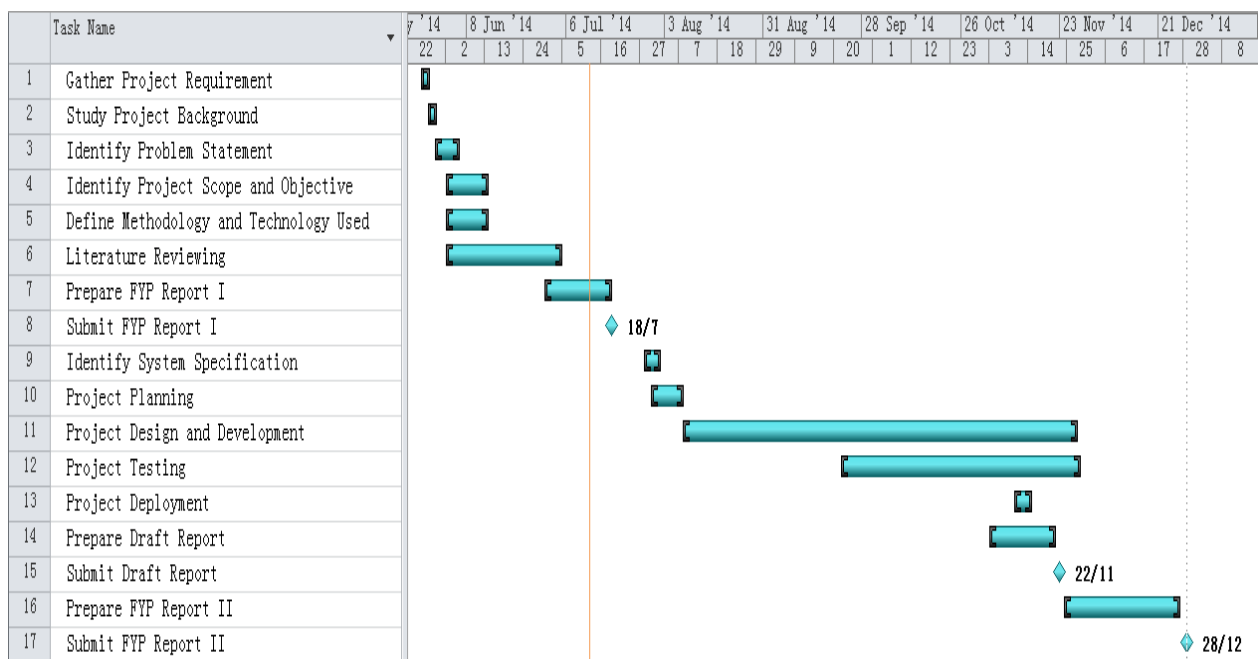 Task Name
y '14 8 Jun '14 6 Jul '14 3 Aug '14 31 Aug '14 28 Sep '14 26 Oct '14 23 Nov '14 21 Dec '14
22 2 13 24 5 16 27 7 18 29 9 20 1 12 23 3 14 25 6 17 28 8
1 Gather Project Requirement
2 Study Project Background
3 Identify Problem Statement
4 Identify Project Scope and Objective
5 Define Methodology and Technology Used
6 Literature Reviewing
7 Prepare FYP Report I
8 Submit FYP Report I 18/7
9 Identify System Specification
10 Project Planning
11 Project Design and Development
12 Project Testing
13 Project Deployment
14 Prepare Draft Report
15 Submit Draft Report 22/11
16 Prepare FYP Report II
17 Submit FYP Report II 28/12